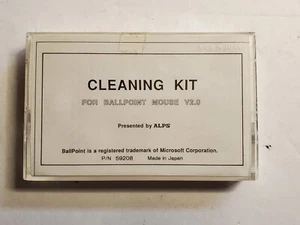 CLEANING KIT
FOR BALLPOINT MOUSE V2.0
Presented by ALPS
BallPoint is a registered trademark of Microsoft Corporation.
P/N 59208 Made in Japan